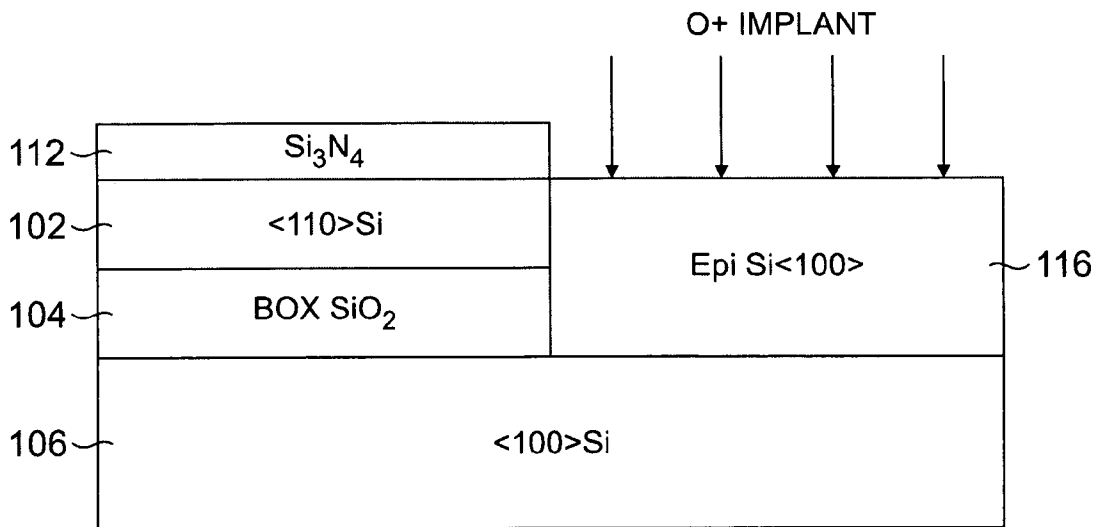 O+ IMPLANT
112
Si₃N₄
102
<110>Si
Epi Si<100>
116
104
BOX SiO₂
106
<100>Si